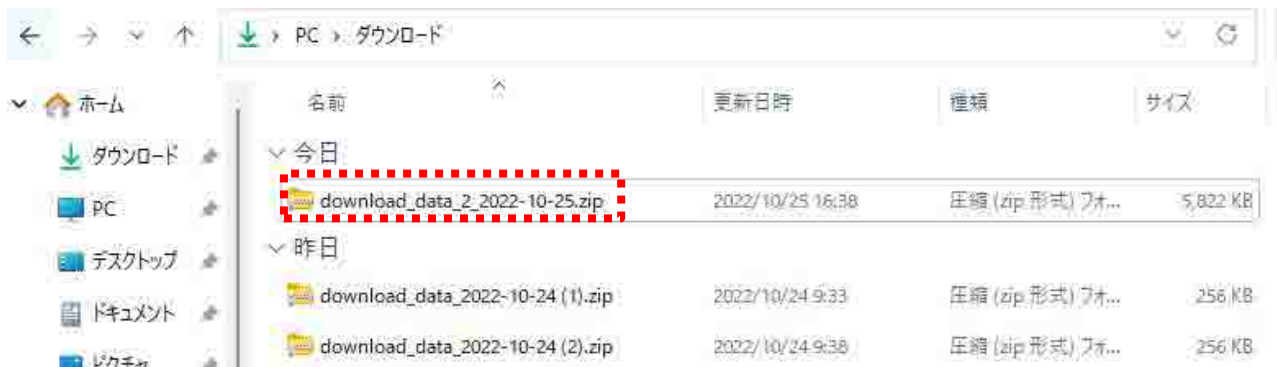 PC › ダウンロード
ホーム
名前 更新日時 種類 サイズ
ダウンロード
今日
PC
download_data_2_2022-10-25.zip 2022/10/25 16:38 圧縮 (zip 形式) フォ... 5,822 KB
デスクトップ
昨日
ドキュメント
download_data_2022-10-24 (1).zip 2022/10/24 9:33 圧縮 (zip 形式) フォ... 256 KB
ピクチャ
download_data_2022-10-24 (2).zip 2022/10/24 9:38 圧縮 (zip 形式) フォ... 256 KB